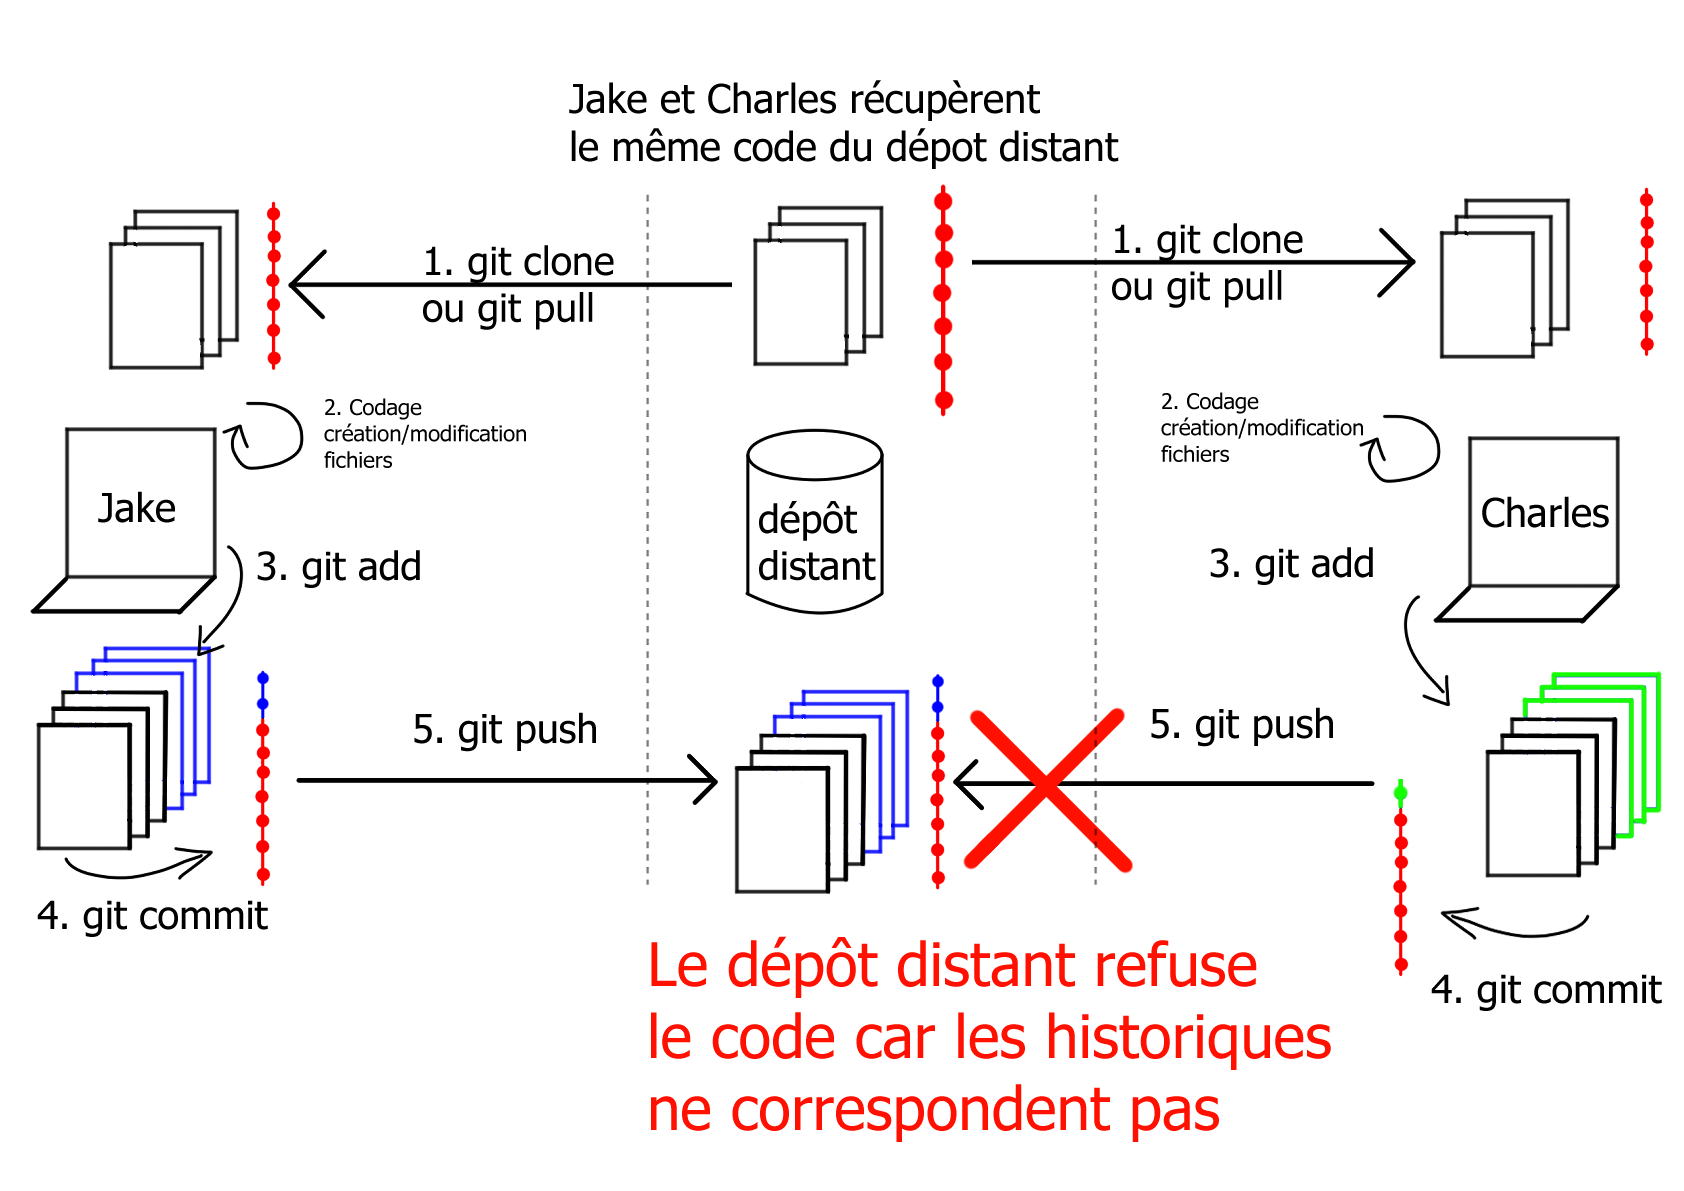 Jake et Charles récupèrent
le même code du dépot distant
1. git clone
ou git pull
1. git clone
ou git pull
2. Codage
création/modification
fichiers
2. Codage
création/modification
fichiers
Jake
dépôt
distant
Charles
3. git add
3. git add
5. git push
5. git push
4. git commit
4. git commit
Le dépôt distant refuse
le code car les historiques
ne correspondent pas